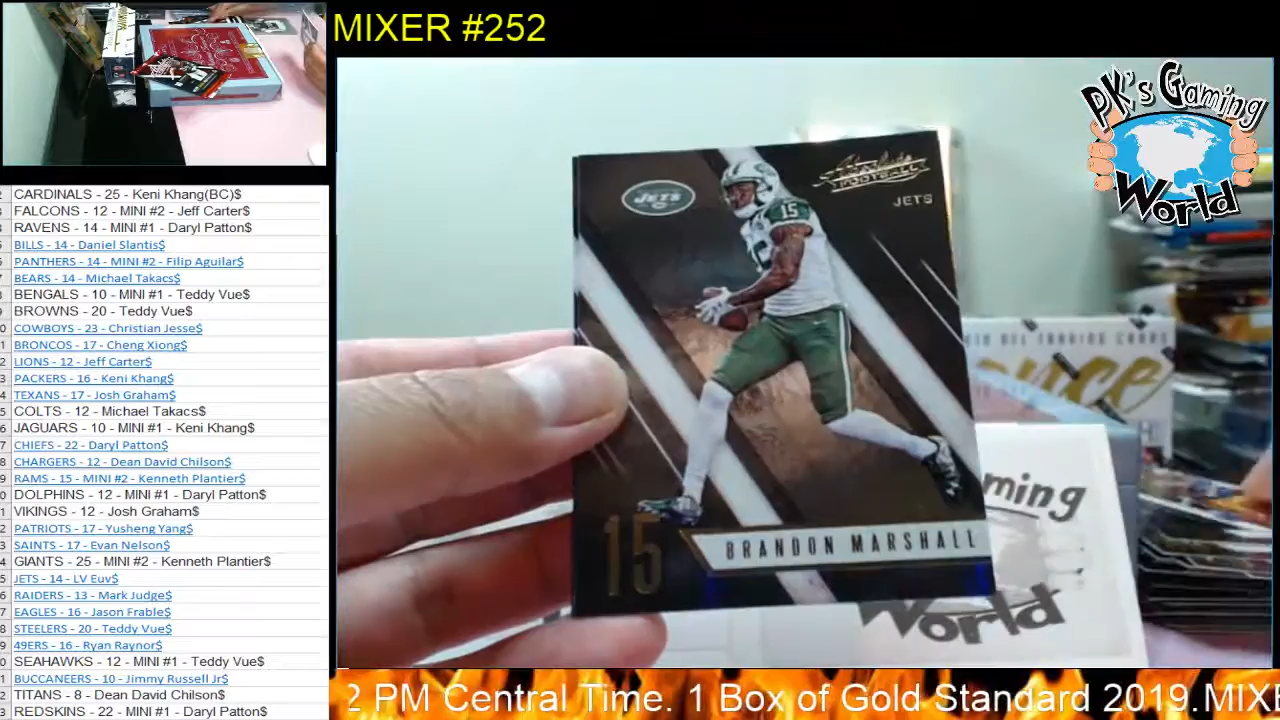 MIXER #252
PK's Gaming
World
CARDINALS - 25 - Keni Khang(BC)$
FALCONS - 12 - MINI #2 - Jeff Carter$
RAVENS - 14 - MINI #1 - Daryl Patton$
BILLS - 14 - Daniel Slantis$
PANTHERS - 14 - MINI #2 - Filip Aguilar$
BEARS - 14 - Michael Takacs$
BENGALS - 10 - MINI #1 - Teddy Vue$
BROWNS - 20 - Teddy Vue$
COWBOYS - 23 - Christian Jesse$
BRONCOS - 17 - Cheng Xiong$
LIONS - 12 - Jeff Carter$
PACKERS - 16 - Keni Khang$
TEXANS - 17 - Josh Graham$
COLTS - 12 - Michael Takacs$
JAGUARS - 10 - MINI #1 - Keni Khang$
CHIEFS - 22 - Daryl Patton$
CHARGERS - 12 - Dean David Chilson$
RAMS - 15 - MINI #2 - Kenneth Plantier$
DOLPHINS - 12 - MINI #1 - Daryl Patton$
VIKINGS - 12 - Josh Graham$
PATRIOTS - 17 - Yusheng Yang$
SAINTS - 17 - Evan Nelson$
GIANTS - 25 - MINI #2 - Kenneth Plantier$
JETS - 14 - LV Euv$
RAIDERS - 13 - Mark Judge$
EAGLES - 16 - Jason Frable$
STEELERS - 20 - Teddy Vue$
49ERS - 16 - Ryan Raynor$
SEAHAWKS - 12 - MINI #1 - Teddy Vue$
BUCCANEERS - 10 - Jimmy Russell Jr$
TITANS - 8 - Dean David Chilson$
REDSKINS - 22 - MINI #1 - Daryl Patton$
JETS
Absolute
FOOTBALL
JETS
15
15
BRANDON MARSHALL
World
2 PM Central Time. 1 Box of Gold Standard 2019.MIXE